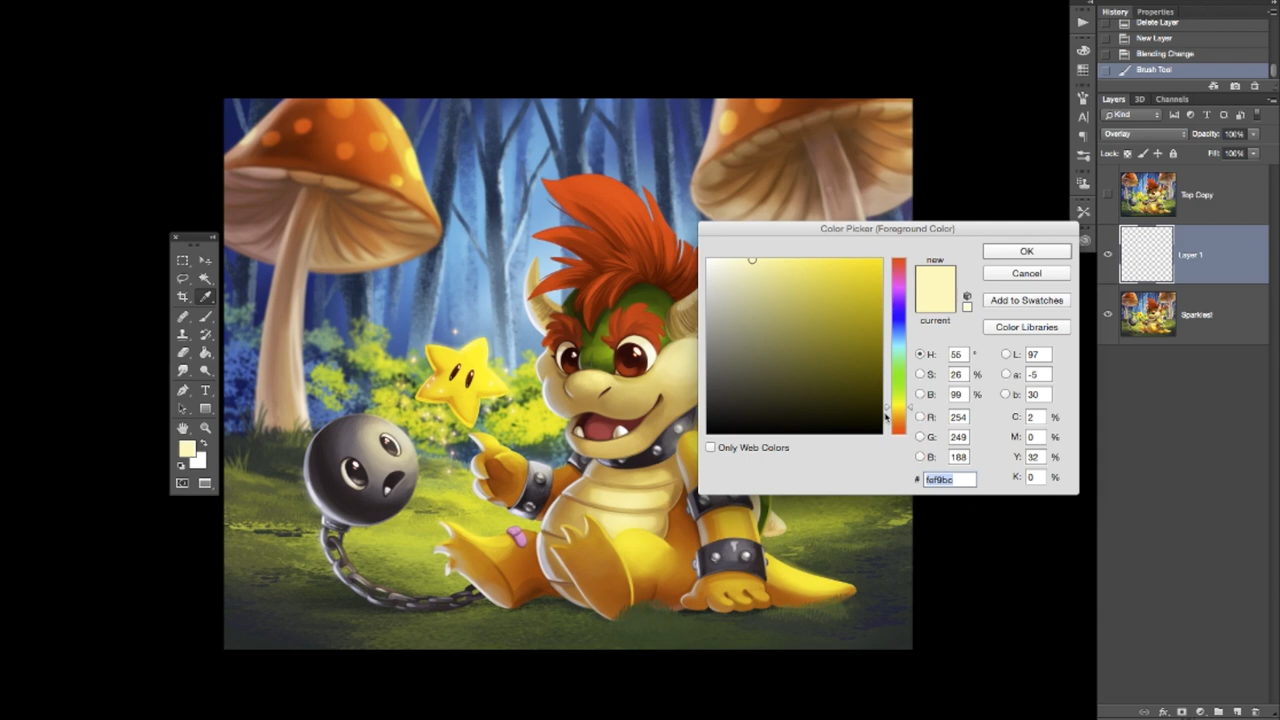 History Properties
Delete Layer
New Layer
Blending Change
Brush Tool
Layers 3D Channels
Kind
Overlay Opacity: 100%
Lock: Fill: 100%
Top Copy
Layer 1
Sparkles!
Color Picker (Foreground Color)
new
current
OK
Cancel
Add to Swatches
Color Libraries
H: 55 ° L: 97
S: 26 % a: -5
B: 99 % b: 30
R: 254 C: 2 %
G: 249 M: 0 %
B: 188 Y: 32 %
# fef9bc K: 0 %
Only Web Colors